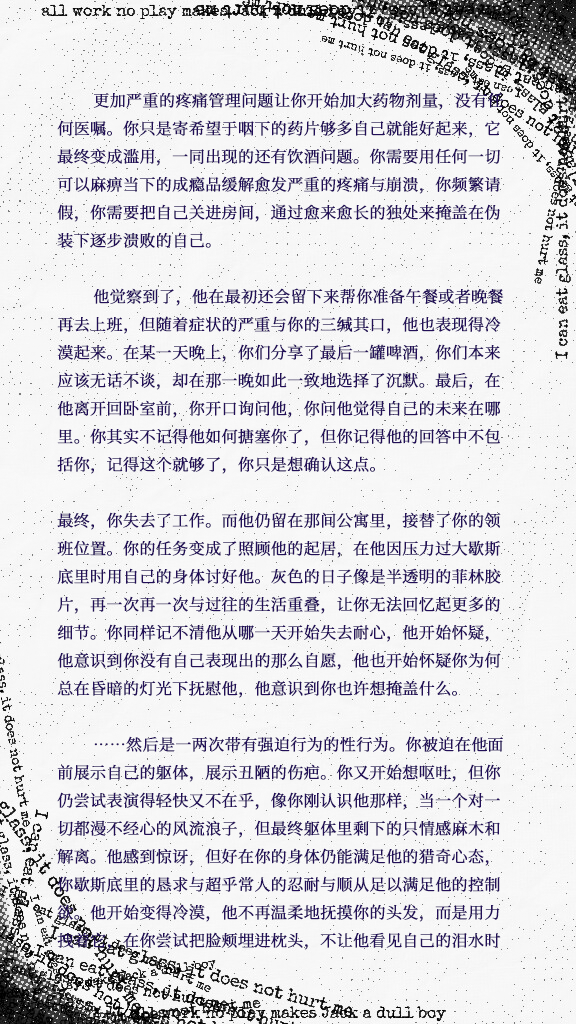 all work no play makes Jack a dull boy
更加严重的疼痛管理问题让你开始加大药物剂量，没有任
何医嘱。你只是寄希望于咽下的药片够多自己就能好起来，它
最终变成滥用，一同出现的还有饮酒问题。你需要用任何一切
可以麻痹当下的成瘾品缓解愈发严重的疼痛与崩溃，你频繁请
假，你需要把自己关进房间，通过愈来愈长的独处来掩盖在伪
装下逐步溃败的自己。
他觉察到了，他在最初还会留下来帮你准备午餐或者晚餐
再去上班，但随着症状的严重与你的三缄其口，他也表现得冷
漠起来。在某一天晚上，你们分享了最后一罐啤酒，你们本来
应该无话不谈，却在那一晚如此一致地选择了沉默。最后，在
他离开回卧室前，你开口询问他，你问他觉得自己的未来在哪
里。你其实不记得他如何搪塞你了，但你记得他的回答中不包
括你，记得这个就够了，你只是想确认这点。
最终，你失去了工作。而他仍留在那间公寓里，接替了你的领
班位置。你的任务变成了照顾他的起居，在他因压力过大歇斯
底里时用自己的身体讨好他。灰色的日子像是半透明的菲林胶
片，再一次再一次与过往的生活重叠，让你无法回忆起更多的
细节。你同样记不清他从哪一天开始失去耐心，他开始怀疑，
他意识到你没有自己表现出的那么自愿，他也开始怀疑你为何
总在昏暗的灯光下抚慰他，他意识到你也许想掩盖什么。
……然后是一两次带有强迫行为的性行为。你被迫在他面
前展示自己的躯体，展示丑陋的伤疤。你又开始想呕吐，但你
仍尝试表演得轻快又不在乎，像你刚认识他那样，当一个对一
切都漫不经心的风流浪子，但最终躯体里剩下的只情感麻木和
解离。他感到惊讶，但好在你的身体仍能满足他的猎奇心态，
你歇斯底里的恳求与超乎常人的忍耐与顺从足以满足他的控制
欲。他开始变得冷漠，他不再温柔地抚摸你的头发，而是用力
在你尝试把脸颊埋进枕头，不让他看见自己的泪水时
I can eat glass, it does not hurt me
I can eat glass, it does not hurt me
all work no play makes Jack a dull boy